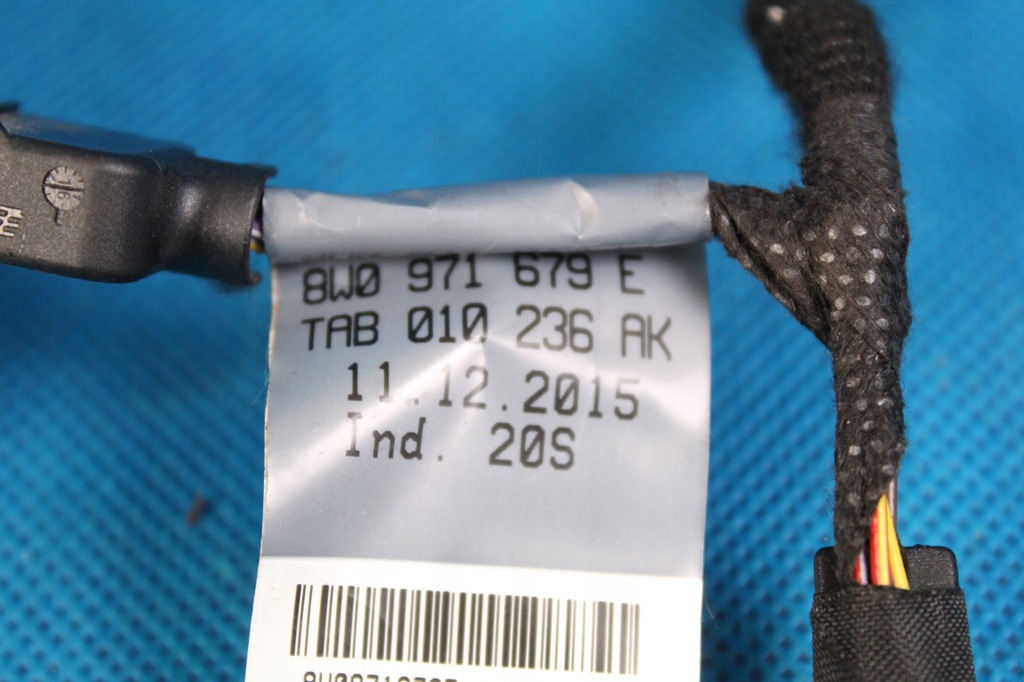 8W0 971 679 E
TAB 010 236 AK
11.12.2015
Ind. 20S